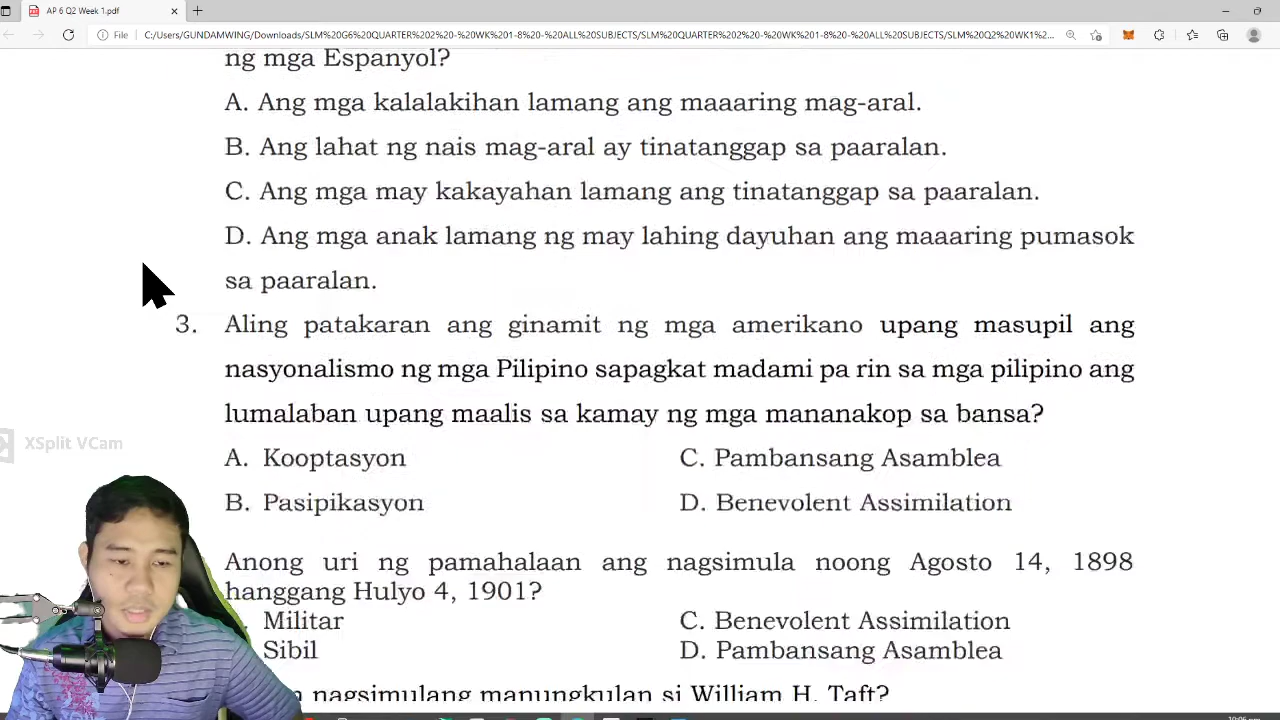 AP 6 Q2 Week 1.pdf
File
C:/Users/GUNDAMWING/Downloads/SLM%20G6%20QUARTER%202%20-%20WK%201-8%20-%20ALL%20SUBJECTS/SLM%20QUARTER%202%20-%20WK%201-8%20-%20ALL%20SUBJECTS/SLM%20Q2%20WK1%2...
ng mga Espanyol?
A. Ang mga kalalakihan lamang ang maaaring mag-aral.
B. Ang lahat ng nais mag-aral ay tinatanggap sa paaralan.
C. Ang mga may kakayahan lamang ang tinatanggap sa paaralan.
D. Ang mga anak lamang ng may lahing dayuhan ang maaaring pumasok
sa paaralan.
3. Aling patakaran ang ginamit ng mga amerikano upang masupil ang
nasyonalismo ng mga Pilipino sapagkat madami pa rin sa mga pilipino ang
lumalaban upang maalis sa kamay ng mga mananakop sa bansa?
A. Kooptasyon C. Pambansang Asamblea
B. Pasipikasyon D. Benevolent Assimilation
XSplit VCam
Anong uri ng pamahalaan ang nagsimula noong Agosto 14, 1898
hanggang Hulyo 4, 1901?
Militar C. Benevolent Assimilation
Sibil D. Pambansang Asamblea
nagsimulang manungkulan si William H. Taft?